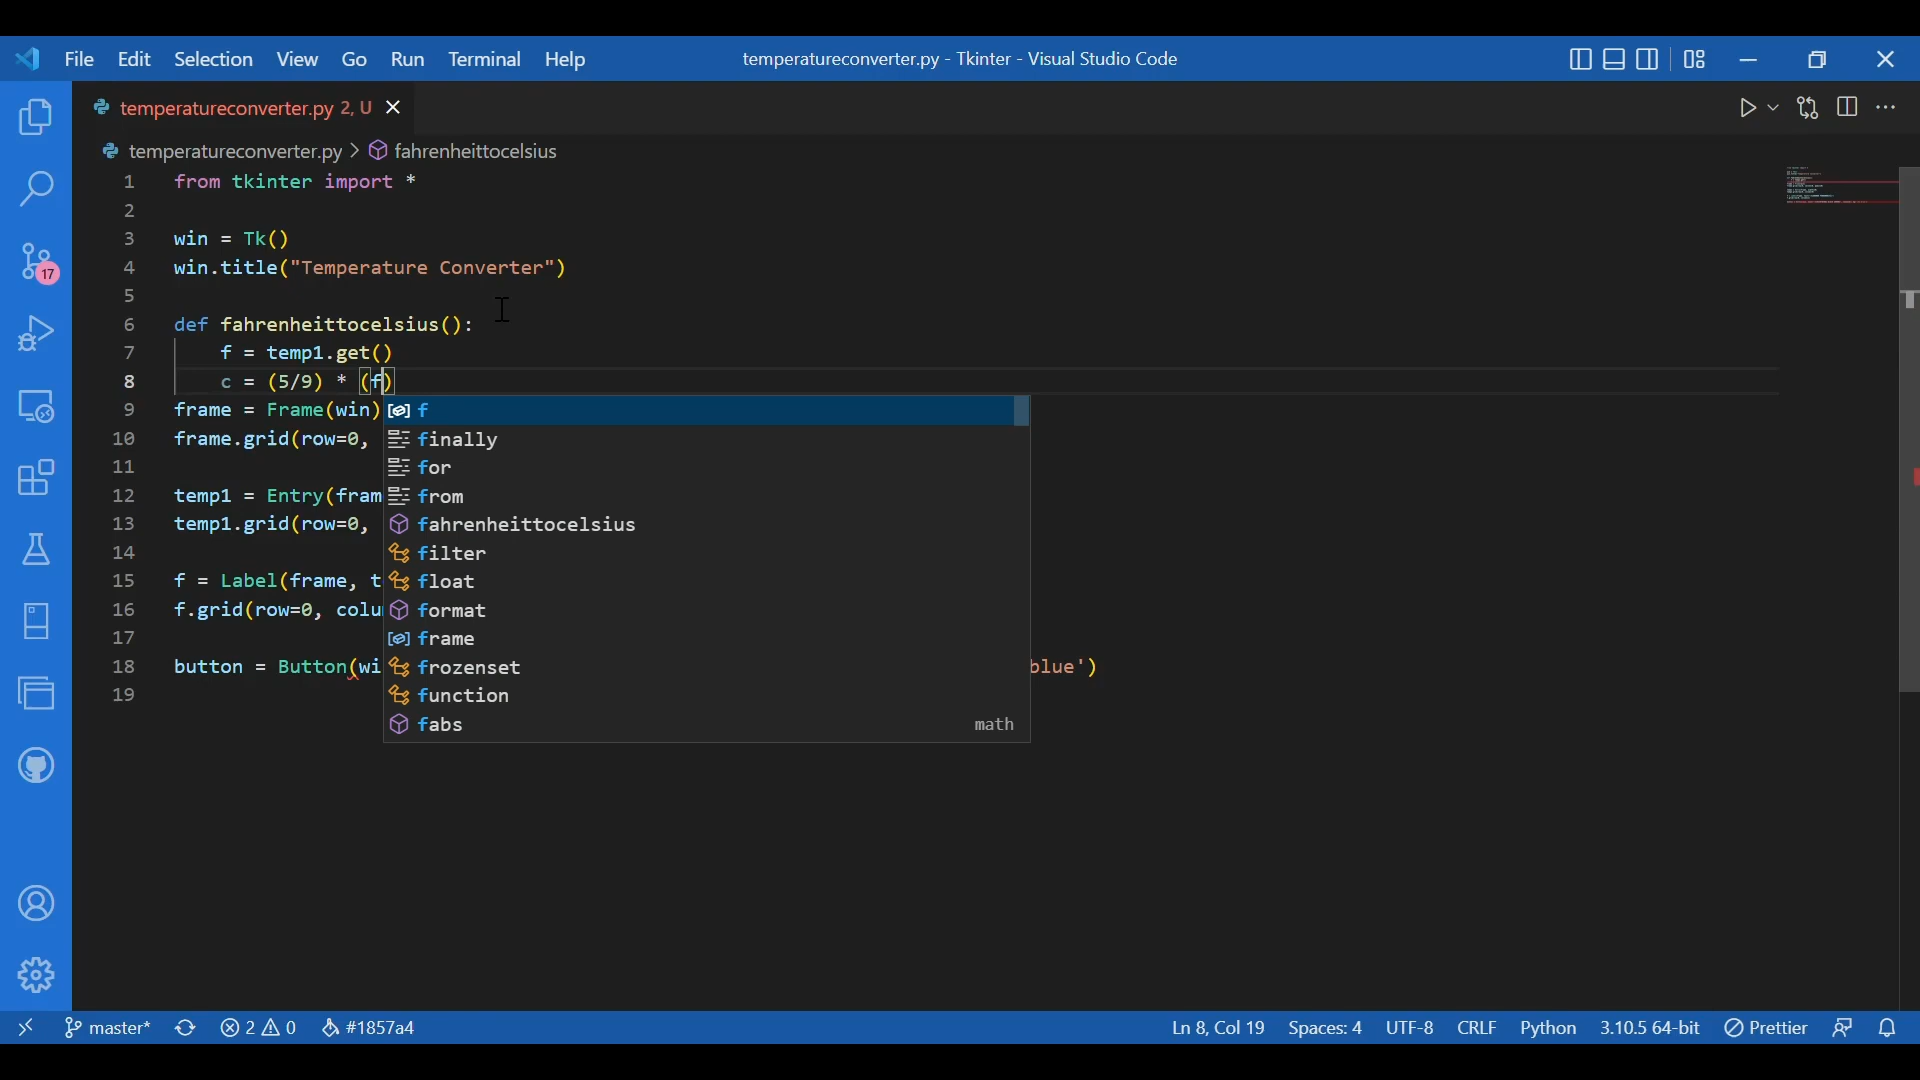 File Edit Selection View Go Run Terminal Help temperatureconverter.py - Tkinter - Visual Studio Code
temperatureconverter.py 2, U
temperatureconverter.py > fahrenheittocelsius
1 from tkinter import *
2
3 win = Tk()
4 win.title("Temperature Converter")
5
6 def fahrenheittocelsius():
7 f = temp1.get()
8 c = (5/9) * (f)
9 frame = Frame(win) f
10 frame.grid(row=0, finally
11 for
12 temp1 = Entry(fram from
13 temp1.grid(row=0, fahrenheittocelsius
14 filter
15 f = Label(frame, t float
16 f.grid(row=0, colu format
17 frame
18 button = Button(wi frozenset blue')
19 function
fabs math
17
master* 2 0 #1857a4 Ln 8, Col 19 Spaces: 4 UTF-8 CRLF Python 3.10.5 64-bit Prettier